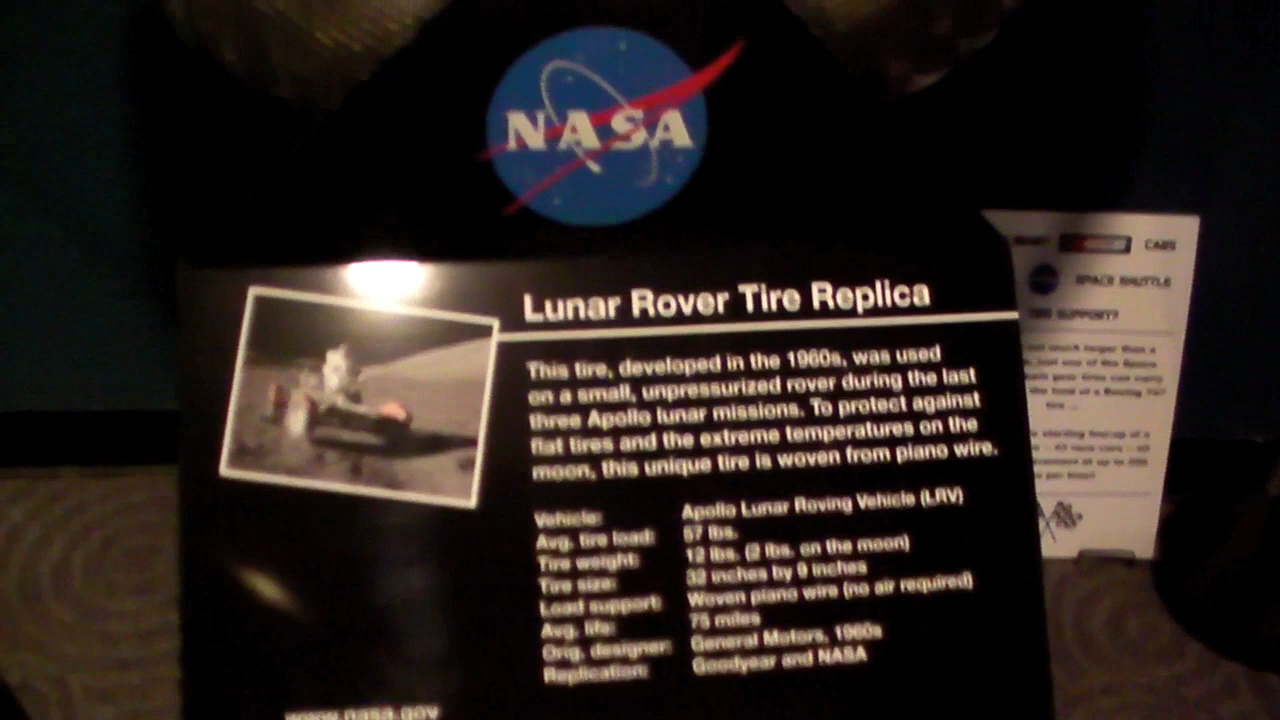 NASA
Lunar Rover Tire Replica
This tire, developed in the 1960s, was used
on a small, unpressurized rover during the last
three Apollo lunar missions. To protect against
flat tires and the extreme temperatures on the
moon, this unique tire is woven from piano wire.
Vehicle: Apollo Lunar Roving Vehicle (LRV)
Avg. tire load: 57 lbs.
Tire weight: 12 lbs. (2 lbs. on the moon)
Tire size: 32 inches by 9 inches
Load support: Woven piano wire (no air required)
Avg. life: 75 miles
Orig. designer: General Motors, 1960s
Replication: Goodyear and NASA
www.nasa.gov
CARS
SPACE SHUTTLE
SUPPORT?